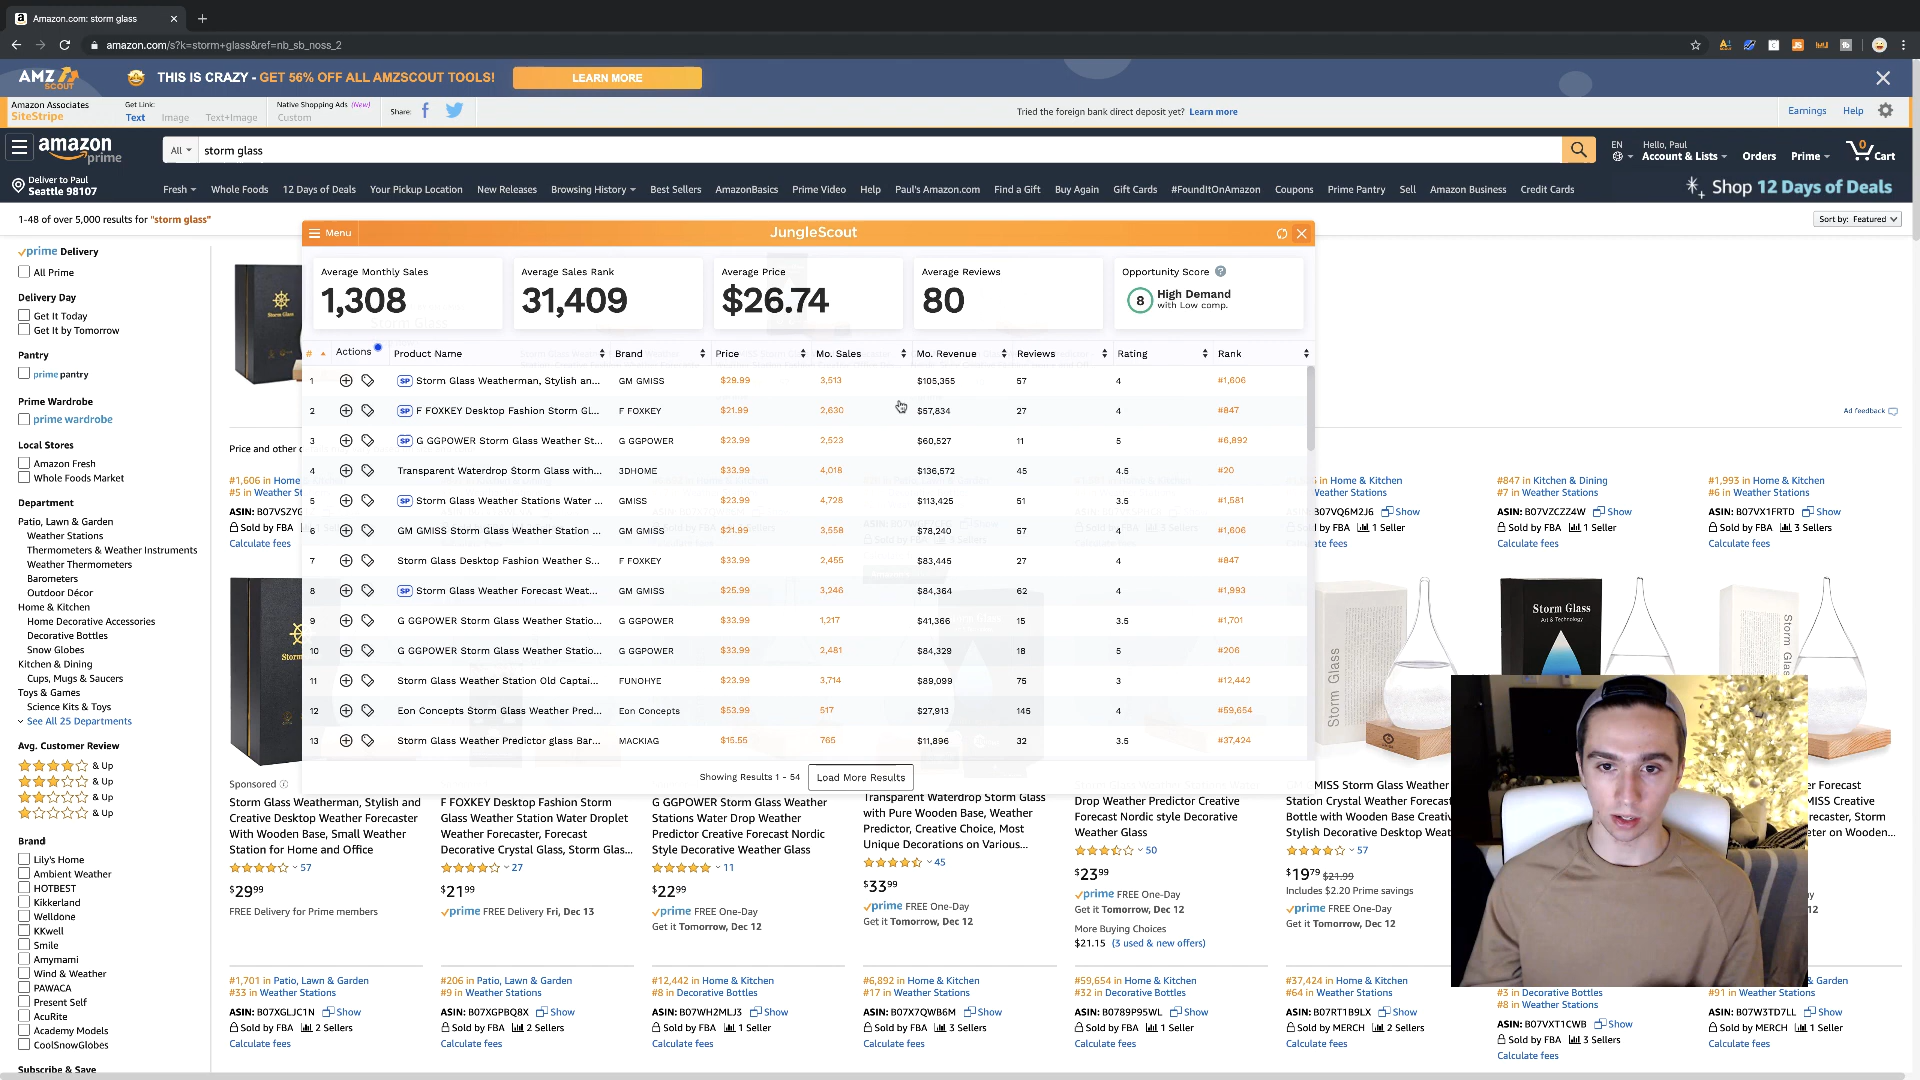 Amazon.com: storm glass
amazon.com/s?k=storm+glass&ref=nb_sb_noss_2
AMZ SCOUT
THIS IS CRAZY - GET 56% OFF ALL AMZSCOUT TOOLS!
LEARN MORE
Amazon Associates
SiteStripe
Get Link:
Text Image Text+Image
Native Shopping Ads (New)
Custom
Share:
Tried the foreign bank direct deposit yet? Learn more
Earnings Help
amazon prime
All storm glass
EN
Hello, Paul
Account & Lists Orders Prime 0 Cart
Deliver to Paul
Seattle 98107
Fresh Whole Foods 12 Days of Deals Your Pickup Location New Releases Browsing History Best Sellers AmazonBasics Prime Video Help Paul's Amazon.com Find a Gift Buy Again Gift Cards #FoundItOnAmazon Coupons Prime Pantry Sell Amazon Business Credit Cards
Shop 12 Days of Deals
1-48 of over 5,000 results for "storm glass"
Sort by: Featured
prime Delivery
All Prime
Delivery Day
Get It Today
Get It by Tomorrow
Pantry
prime pantry
Prime Wardrobe
prime wardrobe
Local Stores
Amazon Fresh
Whole Foods Market
Department
Patio, Lawn & Garden
Weather Stations
Thermometers & Weather Instruments
Weather Thermometers
Barometers
Outdoor Décor
Home & Kitchen
Home Decorative Accessories
Decorative Bottles
Snow Globes
Kitchen & Dining
Cups, Mugs & Saucers
Toys & Games
Science Kits & Toys
See All 25 Departments
Avg. Customer Review
& Up
& Up
& Up
& Up
Brand
Lily's Home
Ambient Weather
HOTBEST
Kikkerland
Welldone
KKwell
Smile
Amymami
Wind & Weather
PAWACA
Present Self
AcuRite
Academy Models
CoolSnowGlobes
Subscribe & Save
Menu
JungleScout
Average Monthly Sales
1,308
Average Sales Rank
31,409
Average Price
$26.74
Average Reviews
80
Opportunity Score
8 High Demand
with Low comp.
# Actions Product Name Brand Price Mo. Sales Mo. Revenue Reviews Rating Rank
1 SP Storm Glass Weatherman, Stylish an... GM GMISS $29.99 3,513 $105,355 57 4 #1,606
2 SP F FOXKEY Desktop Fashion Storm Gl... F FOXKEY $21.99 2,630 $57,834 27 4 #847
3 SP G GGPOWER Storm Glass Weather St... G GGPOWER $23.99 2,523 $60,527 11 5 #6,892
4 Transparent Waterdrop Storm Glass with... 3DHOME $33.99 4,018 $136,572 45 4.5 #20
5 SP Storm Glass Weather Stations Water ... GMISS $23.99 4,728 $113,425 51 3.5 #1,581
6 GM GMISS Storm Glass Weather Station ... GM GMISS $21.99 3,558 $78,240 57 4 #1,606
7 Storm Glass Desktop Fashion Weather S... F FOXKEY $33.99 2,455 $83,445 27 4 #847
8 SP Storm Glass Weather Forecast Weat... GM GMISS $25.99 3,246 $84,364 62 4 #1,993
9 G GGPOWER Storm Glass Weather Statio... G GGPOWER $33.99 1,217 $41,366 15 3.5 #1,701
10 G GGPOWER Storm Glass Weather Statio... G GGPOWER $33.99 2,481 $84,329 18 5 #206
11 Storm Glass Weather Station Old Captai... FUNOHYE $23.99 3,714 $89,099 75 3 #12,442
12 Eon Concepts Storm Glass Weather Pred... Eon Concepts $53.99 517 $27,913 145 4 #59,654
13 Storm Glass Weather Predictor glass Bar... MACKIAG $15.55 765 $11,896 32 3.5 #37,424
Showing Results 1 - 54 Load More Results
Ad feedback
Price and other
#1,606 in Home
#5 in Weather St
ASIN: B07VSZYG
Sold by FBA
Calculate fees
in Home & Kitchen
Weather Stations
B07VQ6M2J6 Show
by FBA 1 Seller
#847 in Kitchen & Dining
#7 in Weather Stations
ASIN: B07VZCZZ4W Show
Sold by FBA 1 Seller
Calculate fees
#1,993 in Home & Kitchen
#6 in Weather Stations
ASIN: B07VX1FRTD Show
Sold by FBA 3 Sellers
Calculate fees
Storm Glass
Art & Technology
Storm Glass
Sponsored
Storm Glass Weatherman, Stylish and
Creative Desktop Weather Forecaster
With Wooden Base, Small Weather
Station for Home and Office
57
$29 99
FREE Delivery for Prime members
F FOXKEY Desktop Fashion Storm
Glass Weather Station Water Droplet
Weather Forecaster, Forecast
Decorative Crystal Glass, Storm Glas...
27
$21 99
prime FREE Delivery Fri, Dec 13
G GGPOWER Storm Glass Weather
Stations Water Drop Weather
Predictor Creative Forecast Nordic
Style Decorative Weather Glass
11
$22 99
prime FREE One-Day
Get it Tomorrow, Dec 12
Transparent Waterdrop Storm Glass
with Pure Wooden Base, Weather
Predictor, Creative Choice, Most
Unique Decorations on Various...
45
$33 99
prime FREE One-Day
Get it Tomorrow, Dec 12
Drop Weather Predictor Creative
Forecast Nordic style Decorative
Weather Glass
50
$23 99
prime FREE One-Day
Get it Tomorrow, Dec 12
More Buying Choices
$21.15 (3 used & new offers)
MISS Storm Glass Weather
Station Crystal Weather Forecast
Bottle with Wooden Base Creativ
Stylish Decorative Desktop Weat
57
$19 79 $21.99
Includes $2.20 Prime savings
prime FREE One-Day
Get it Tomorrow, Dec 12
er Forecast
MISS Creative
recaster, Storm
eter on Wooden...
#1,701 in Patio, Lawn & Garden
#33 in Weather Stations
ASIN: B07XGLJC1N Show
Sold by FBA 2 Sellers
Calculate fees
#206 in Patio, Lawn & Garden
#9 in Weather Stations
ASIN: B07XGPBQ8X Show
Sold by FBA 2 Sellers
Calculate fees
#12,442 in Home & Kitchen
#8 in Decorative Bottles
ASIN: B07WH2MLJ3 Show
Sold by FBA 1 Seller
Calculate fees
#6,892 in Home & Kitchen
#17 in Weather Stations
ASIN: B07X7QWB6M Show
Sold by FBA 3 Sellers
Calculate fees
#59,654 in Home & Kitchen
#32 in Decorative Bottles
ASIN: B0789P95WL Show
Sold by FBA 1 Seller
Calculate fees
#37,424 in Home & Kitchen
#64 in Weather Stations
ASIN: B07RT1B9LX Show
Sold by MERCH 2 Sellers
Calculate fees
#3 in Decorative Bottles
#8 in Weather Stations
ASIN: B07VXT1CWB Show
Sold by FBA 3 Sellers
Calculate fees
& Garden
#91 in Weather Stations
ASIN: B07W3TD7LL Show
Sold by MERCH 1 Seller
Calculate fees